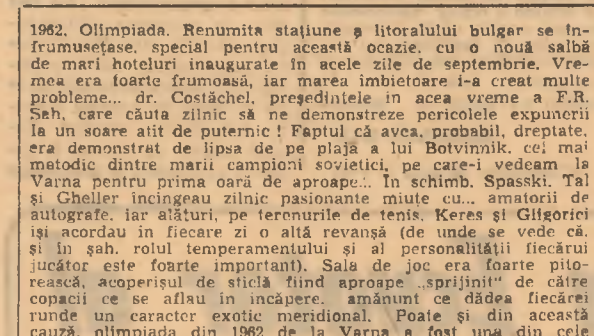 1962. Olimpiada. Renumita stațiune a litoralului bulgar se în-
frumusețase. special pentru această ocazie. cu o nouă salbă
de mari hoteluri inaugurate în acele zile de septembrie. Vre-
mea era foarte frumoasă, iar marea îmbietoare i-a creat multe
probleme... dr. Costăchel, președintele in acea vreme a F.R.
Șah, care căuta zilnic să ne demonstreze pericolele expunerii
la un soare atît de puternic ! Faptul că avea, probabil, dreptate,
era demonstrat de lipsa de pe plaja a lui Botvinnik. cel mai
metodic dintre marii campioni sovietici, pe care-i vedeam la
Varna pentru prima oară de aproape... In schimb. Spasski. Tal
și Gheller încingeau zilnic pasionante miuțe cu... amatorii de
autografe. iar alături, pe terenurile de tenis. Keres și Gligorici
își acordau in fiecare zi o altă revanșă (de unde se vede că.
și in șah. rolul temperamentului și al personalității fiecărui
jucător este foarte important). Sala de joc era foarte pito-
rească, acoperișul de sticlă fiind aproape „sprijinit" de către
copacii ce se aflau in încăpere. amănunt ce dădea fiecărei
runde un caracter exotic meridional. Poate și din această
cauză, olimpiada din 1962 de la Varna a fost una din cele